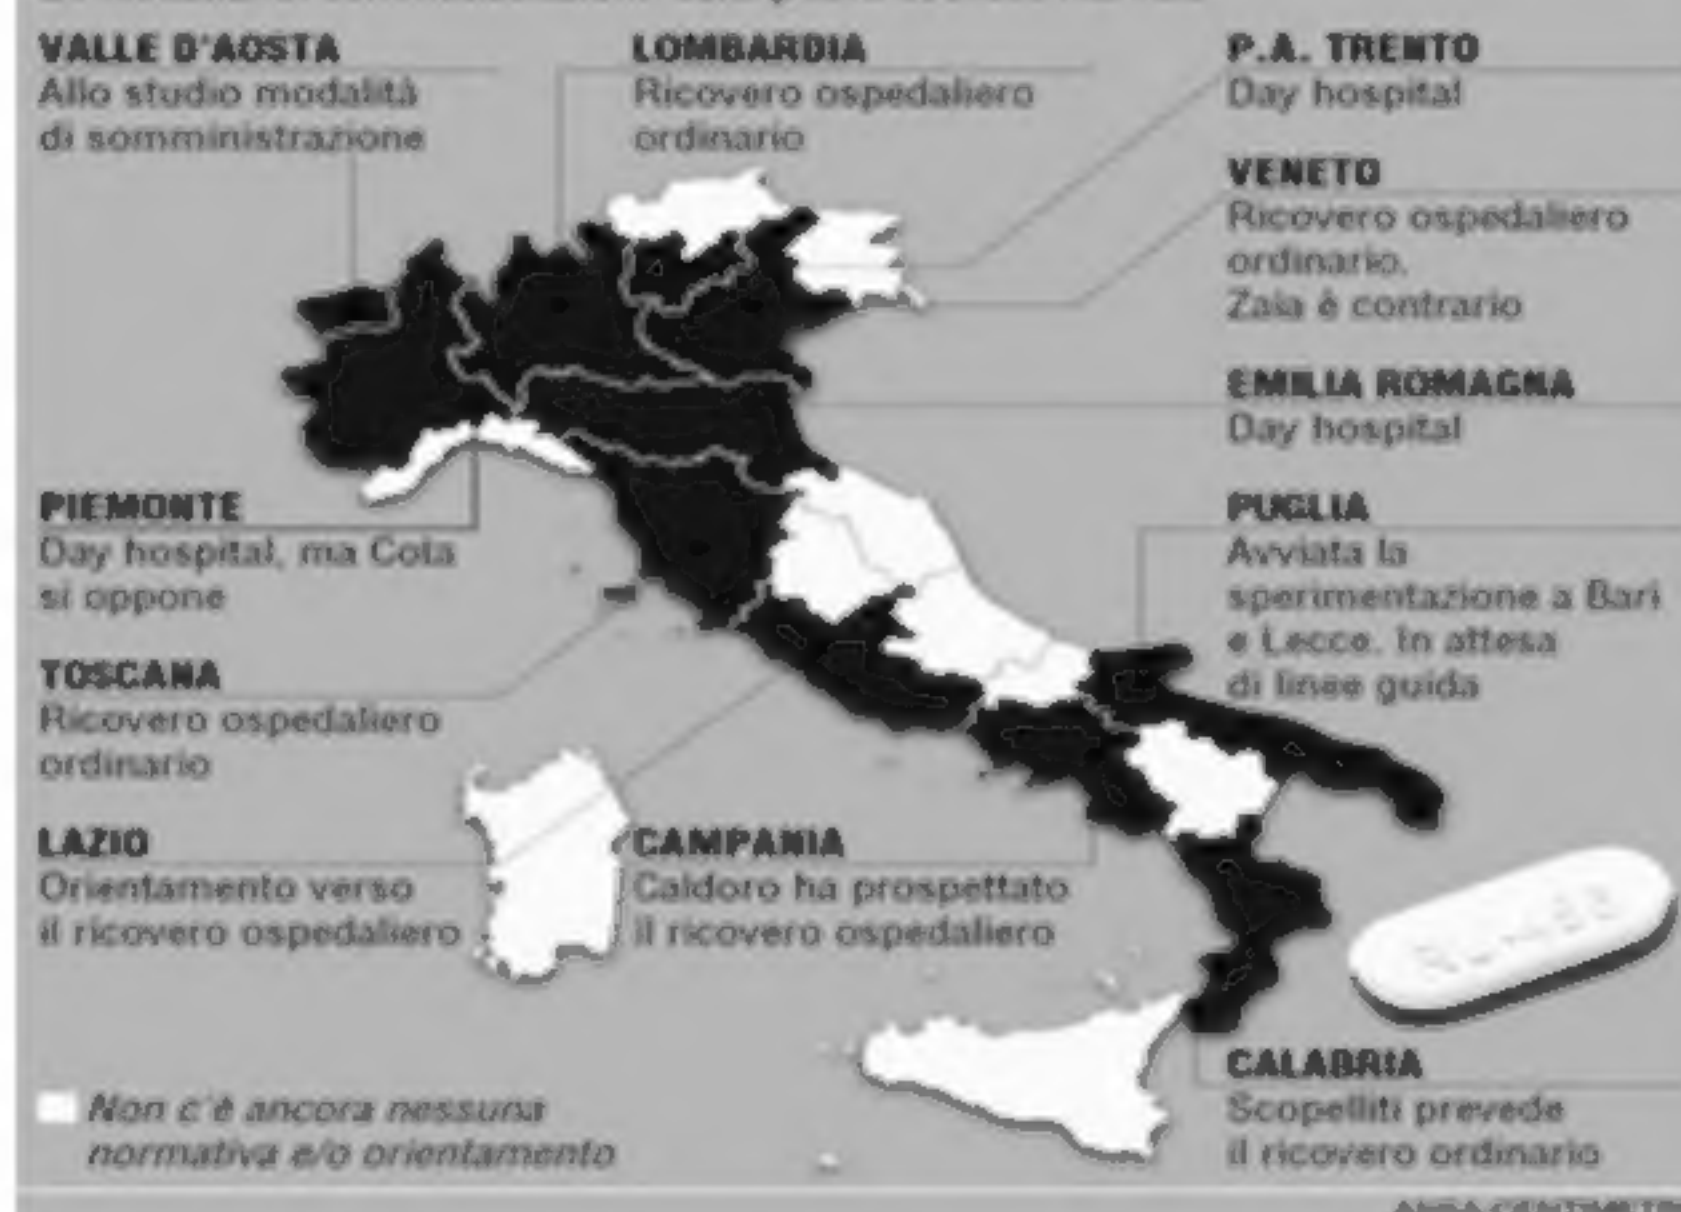 VALLE D'AOSTA
Allo studio modalità
di somministrazione
LOMBARDIA
Ricovero ospedaliero
ordinario
P.A. TRENTO
Day hospital
VENETO
Ricovero ospedaliero
ordinario.
Zaia è contrario
EMILIA ROMAGNA
Day hospital
PIEMONTE
Day hospital, ma Cota
si oppone
PUGLIA
Avviata la
sperimentazione a Bari
e Lecce. In attesa
di linee guida
TOSCANA
Ricovero ospedaliero
ordinario
LAZIO
Orientamento verso
il ricovero ospedaliero
CAMPANIA
Caldoro ha prospettato
il ricovero ospedaliero
CALABRIA
Scopelliti prevede
il ricovero ordinario
Non c'è ancora nessuna
normativa e/o orientamento